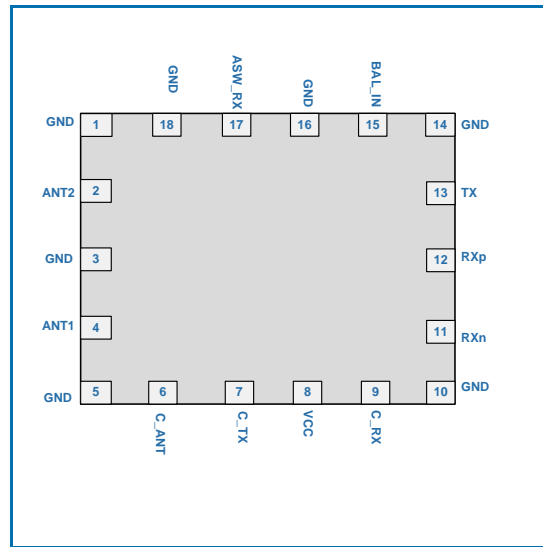 GND
ASW_RX
GND
BAL_IN
GND 1 18 17 16 15 14 GND
ANT2 2 13 TX
GND 3 12 RXp
ANT1 4 11 RXn
GND 5 6 7 8 9 10 GND
C_ANT
C_TX
VCC
C_RX